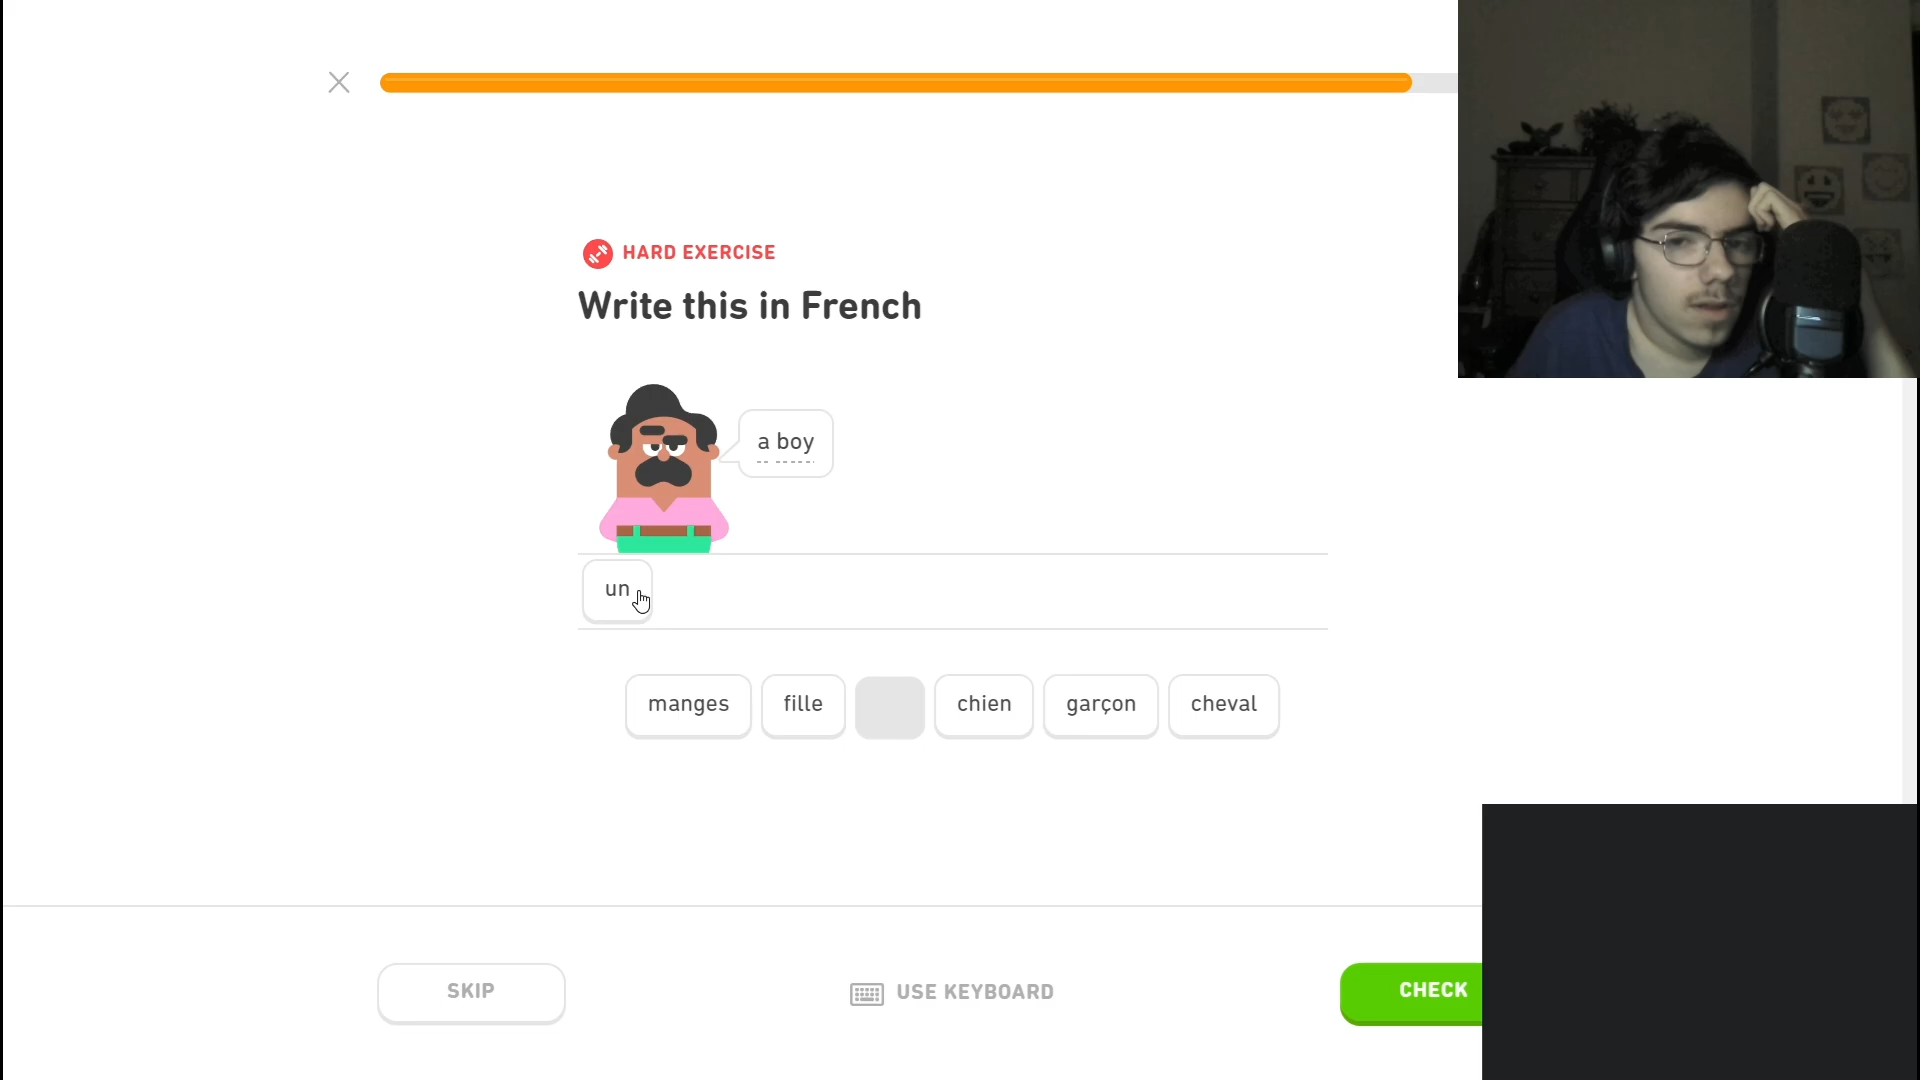 HARD EXERCISE
Write this in French
a boy
un
manges fille chien garçon cheval
SKIP USE KEYBOARD CHECK